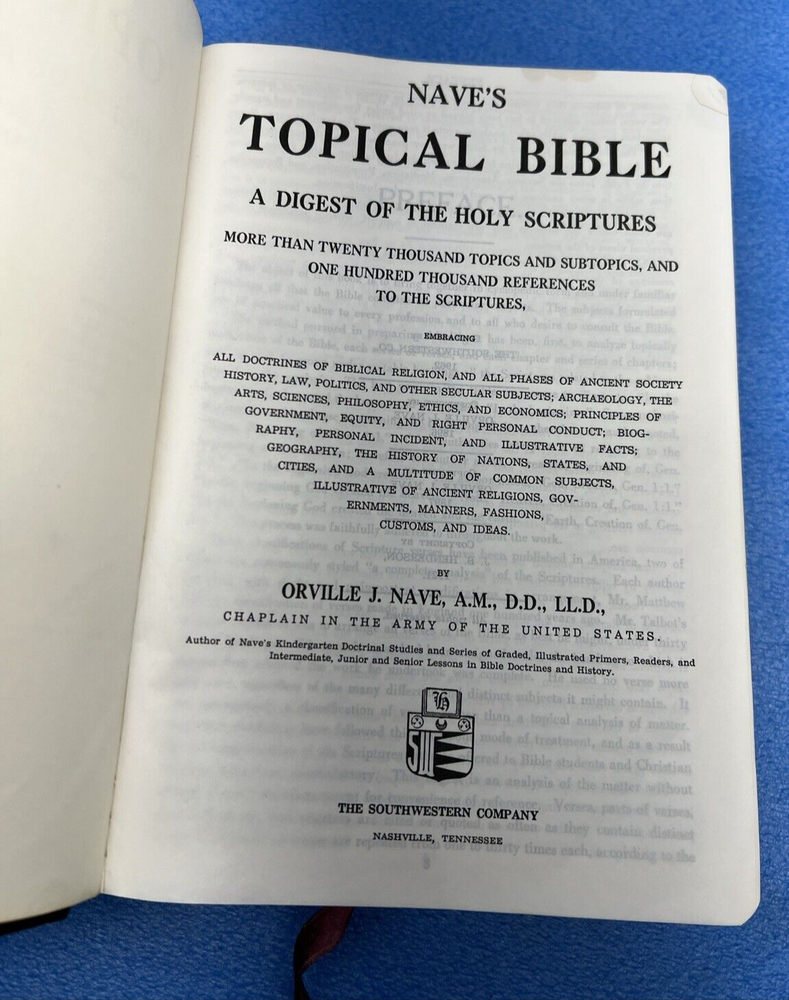 NAVE'S
TOPICAL BIBLE
A DIGEST OF THE HOLY SCRIPTURES
MORE THAN TWENTY THOUSAND TOPICS AND SUBTOPICS, AND
ONE HUNDRED THOUSAND REFERENCES
TO THE SCRIPTURES,
EMBRACING
ALL DOCTRINES OF BIBLICAL RELIGION, AND ALL PHASES OF ANCIENT SOCIETY
HISTORY, LAW, POLITICS, AND OTHER SECULAR SUBJECTS; ARCHAEOLOGY, THE
ARTS, SCIENCES, PHILOSOPHY, ETHICS, AND ECONOMICS; PRINCIPLES OF
GOVERNMENT, EQUITY, AND RIGHT PERSONAL CONDUCT; BIOG-
RAPHY, PERSONAL INCIDENT, AND ILLUSTRATIVE FACTS;
GEOGRAPHY, THE HISTORY OF NATIONS, STATES, AND
CITIES, AND A MULTITUDE OF COMMON SUBJECTS,
ILLUSTRATIVE OF ANCIENT RELIGIONS, GOV-
ERNMENTS, MANNERS, FASHIONS,
CUSTOMS, AND IDEAS.
BY
ORVILLE J. NAVE, A.M., D.D., LL.D.,
CHAPLAIN IN THE ARMY OF THE UNITED STATES.
Author of Nave's Kindergarten Doctrinal Studies and Series of Graded, Illustrated Primers, Readers, and
Intermediate, Junior and Senior Lessons in Bible Doctrines and History.
H
SW
THE SOUTHWESTERN COMPANY
NASHVILLE, TENNESSEE